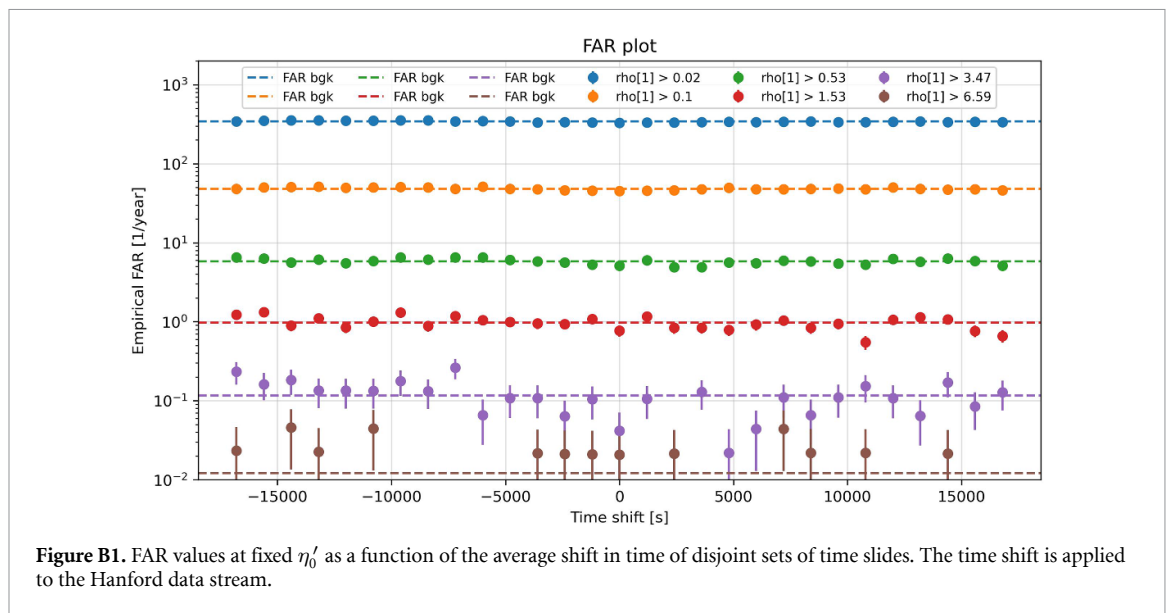 FAR plot
FAR bgk FAR bgk FAR bgk rho[1] > 0.02 rho[1] > 0.53 rho[1] > 3.47
FAR bgk FAR bgk FAR bgk rho[1] > 0.1 rho[1] > 1.53 rho[1] > 6.59
Empirical FAR [1/year]
10³
10²
10¹
10⁰
10⁻¹
10⁻²
−15000 −10000 −5000 0 5000 10000 15000
Time shift [s]
Figure B1. FAR values at fixed η₀′ as a function of the average shift in time of disjoint sets of time slides. The time shift is applied
to the Hanford data stream.